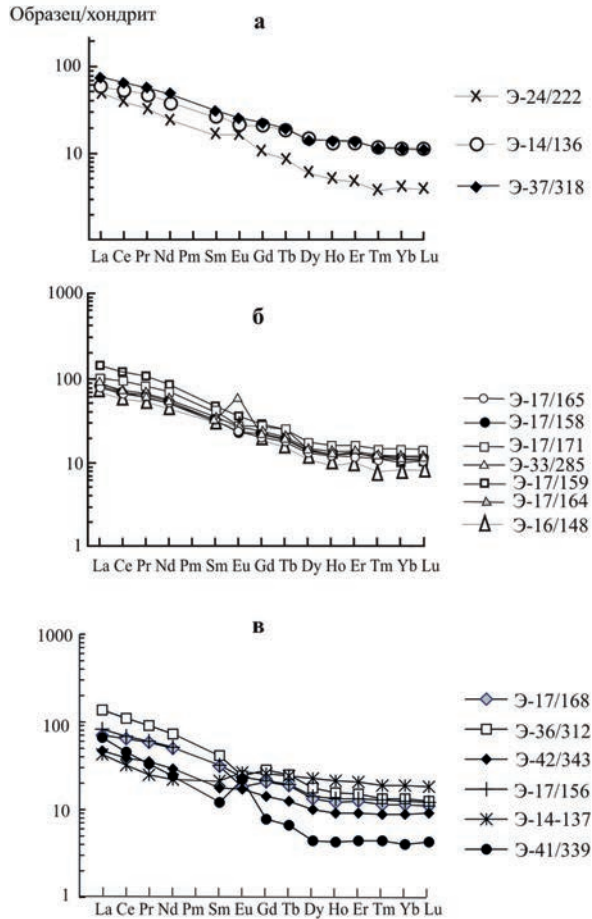 Образец/хондрит
а
100
10
La Ce Pr Nd Pm Sm Eu Gd Tb Dy Ho Er Tm Yb Lu
Э-24/222
Э-14/136
Э-37/318
б
1000
100
10
1
La Ce Pr Nd Pm Sm Eu Gd Tb Dy Ho Er Tm Yb Lu
Э-17/165
Э-17/158
Э-17/171
Э-33/285
Э-17/159
Э-17/164
Э-16/148
в
1000
100
10
1
La Ce Pr Nd Pm Sm Eu Gd Tb Dy Ho Er Tm Yb Lu
Э-17/168
Э-36/312
Э-42/343
Э-17/156
Э-14-137
Э-41/339